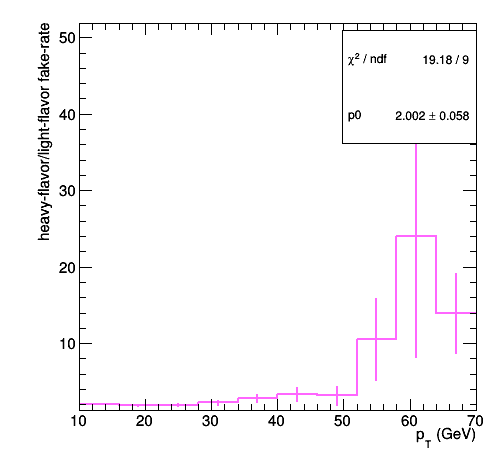 heavy-flavor/light-flavor fake-rate
50
40
30
20
10
χ² / ndf 19.18 / 9
p0 2.002 ± 0.058
10 20 30 40 50 60 70
p_T (GeV)